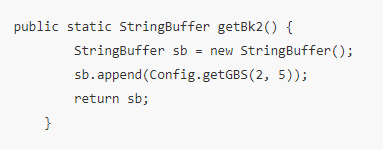 public static StringBuffer getBk2() {
        StringBuffer sb = new StringBuffer();
        sb.append(Config.getGBS(2, 5));
        return sb;
    }